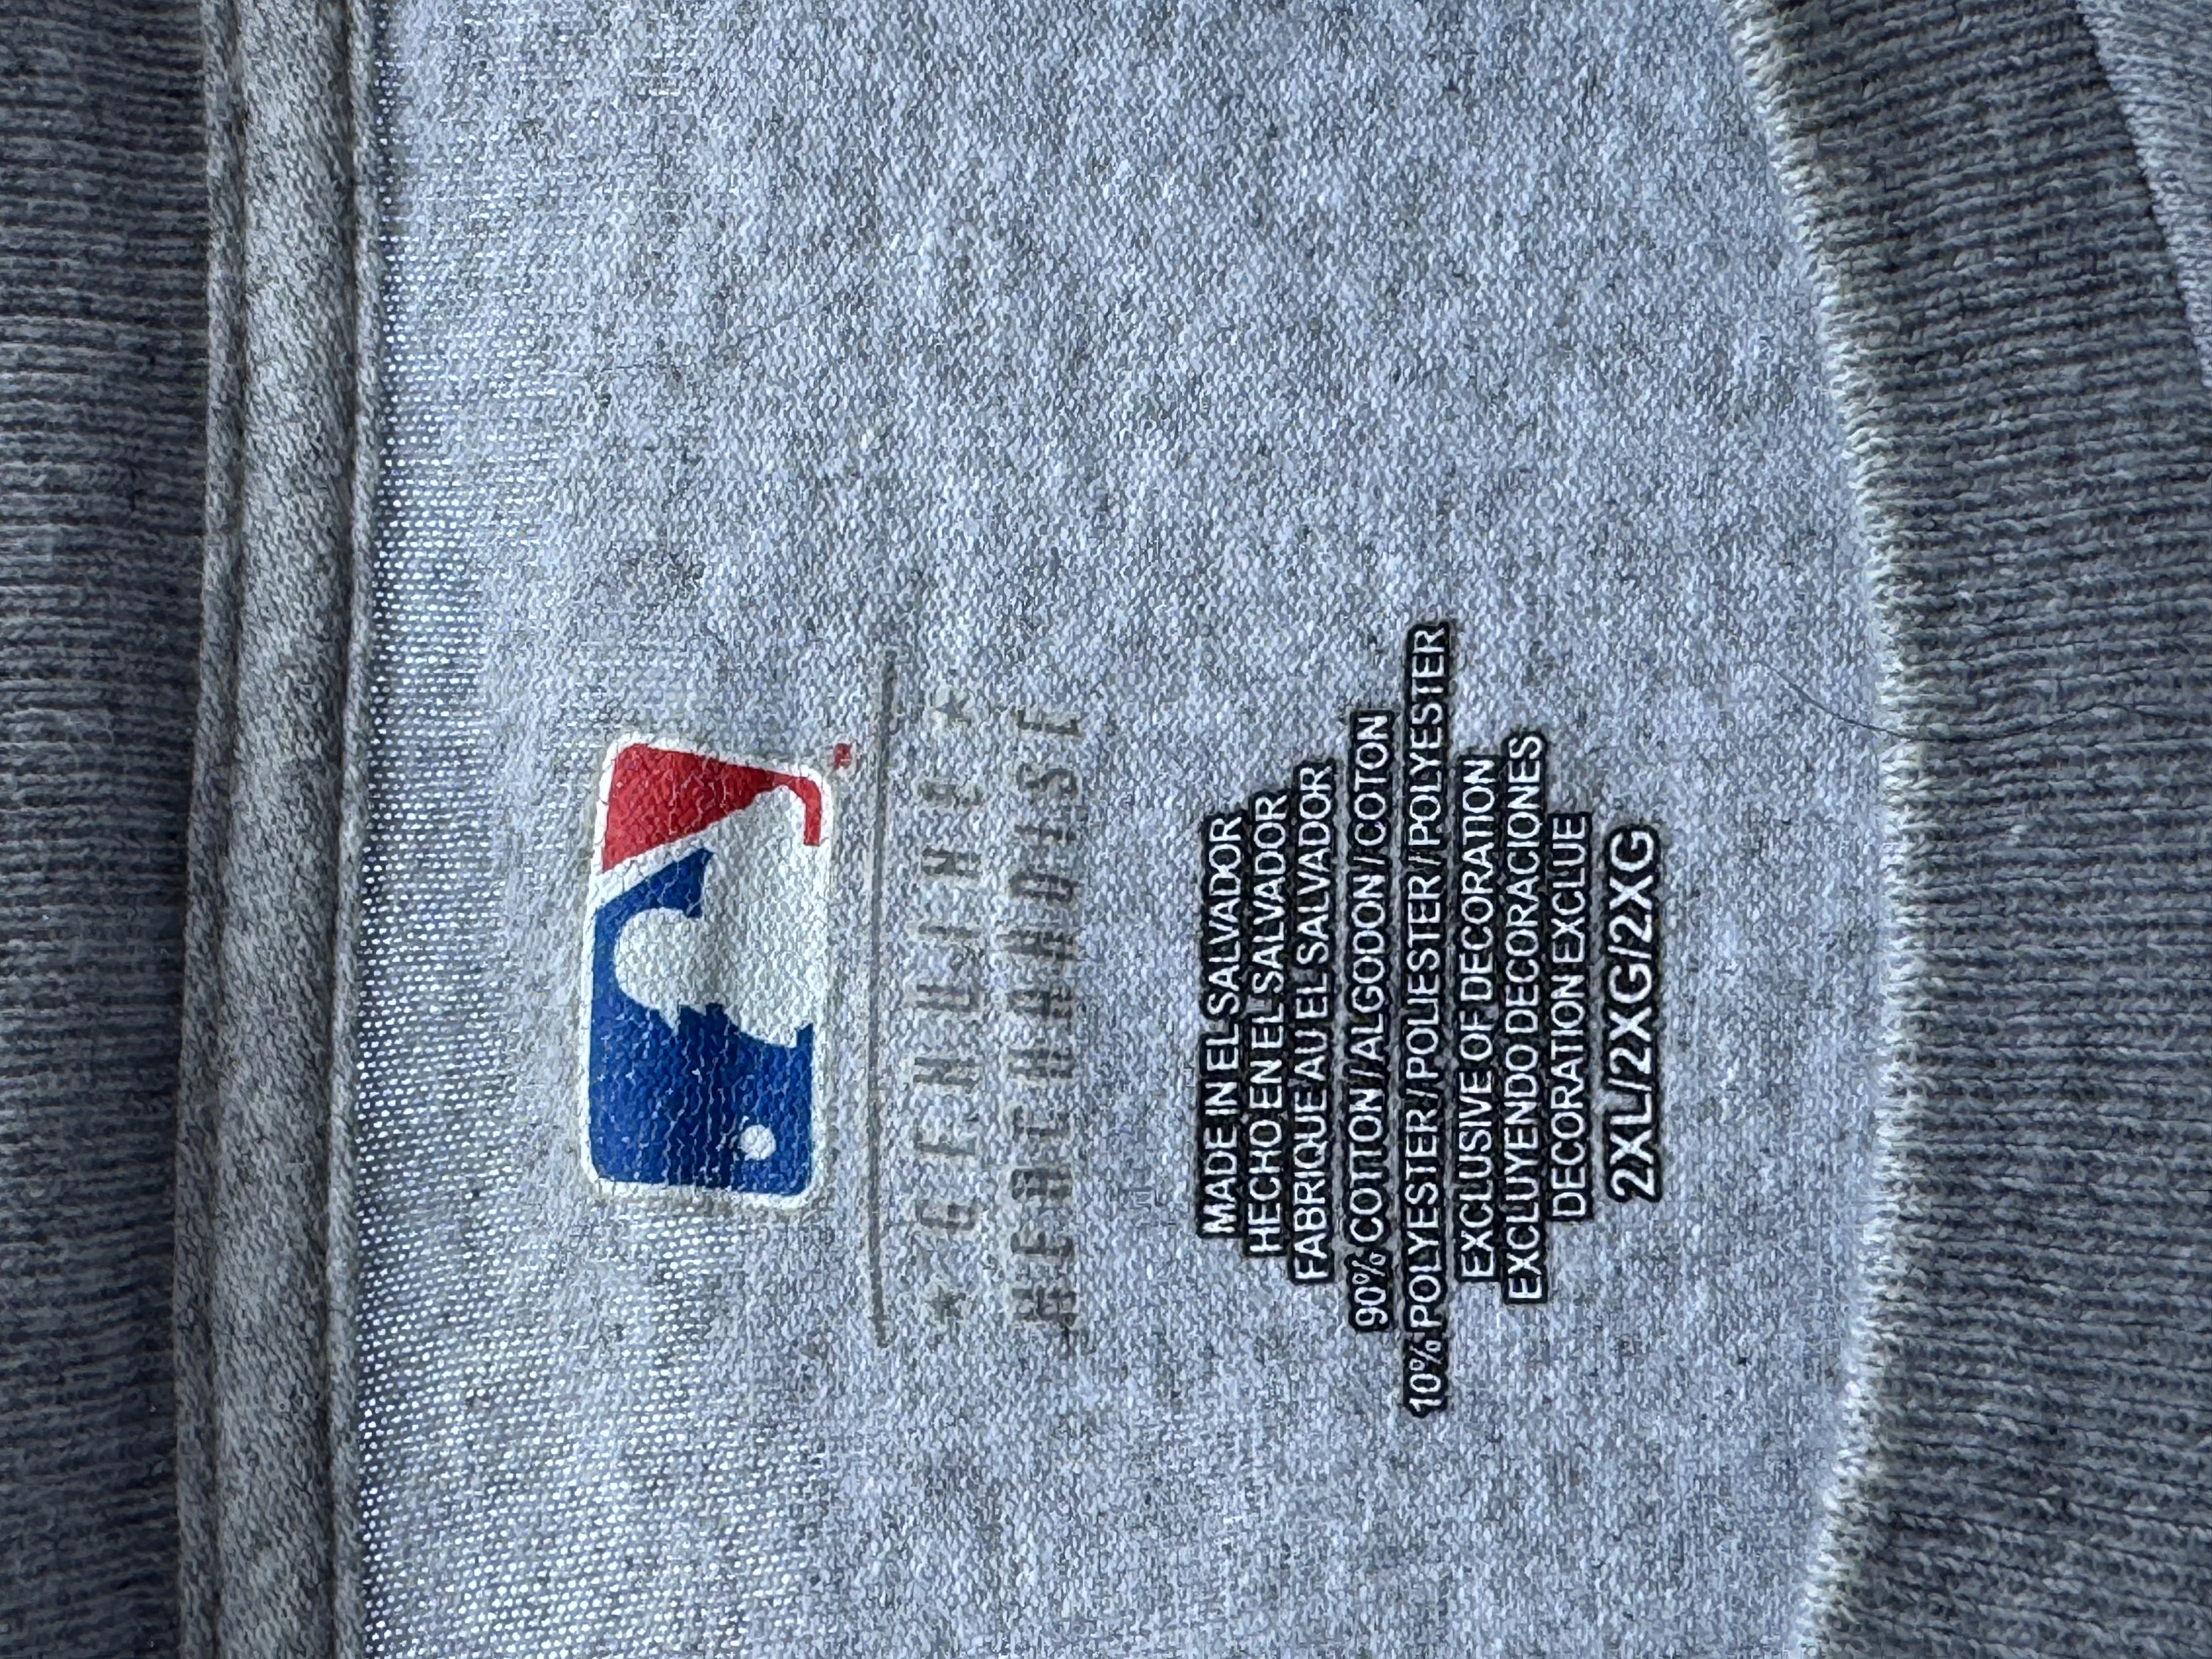 ★ GENUINE ★
MERCHANDISE
MADE IN EL SALVADOR
HECHO EN EL SALVADOR
FABRIQUE AU EL SALVADOR
90% COTTON / ALGODON / COTON
10% POLYESTER / POLIESTER / POLYESTER
EXCLUSIVE OF DECORATION
EXCLUYENDO DECORACIONES
DECORATION EXCLUE
2XL/2XG/2XG